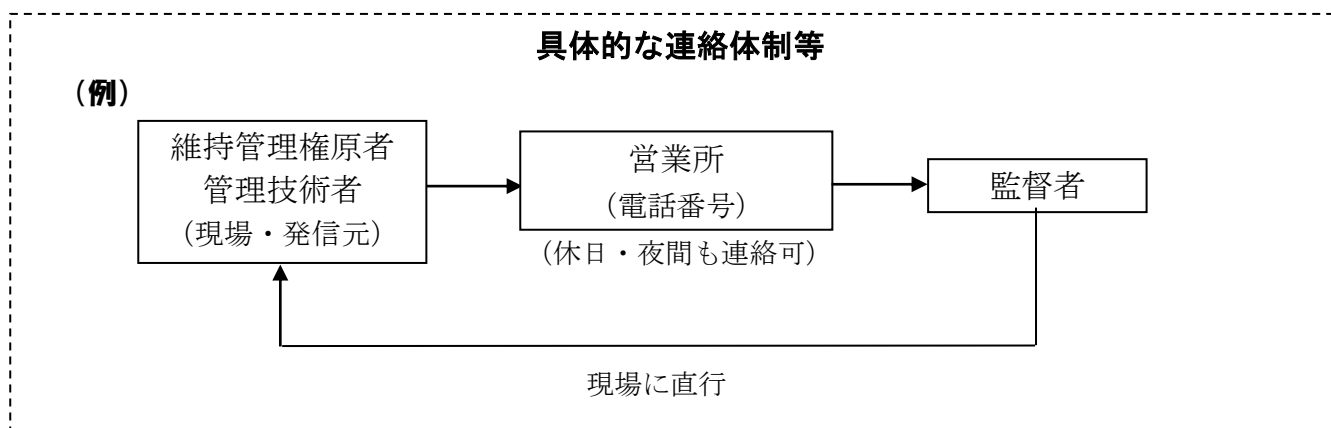 具体的な連絡体制等
（例）
維持管理権原者
管理技術者
（現場・発信元）
営業所
（電話番号）
（休日・夜間も連絡可）
監督者
現場に直行